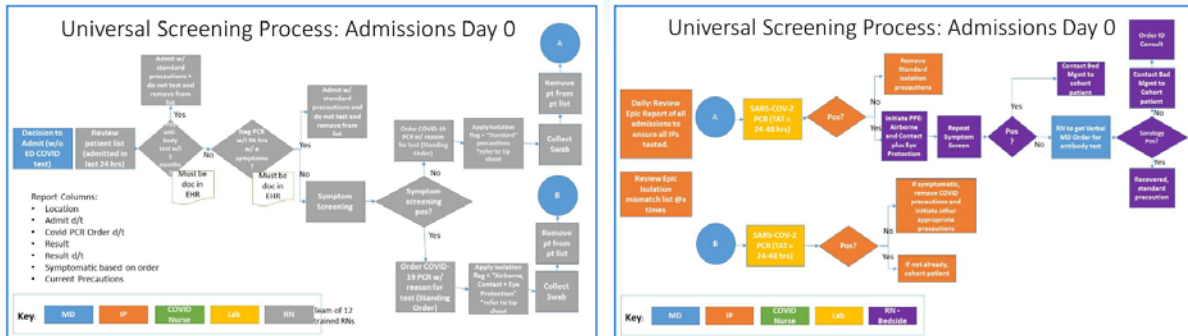 Universal Screening Process: Admissions Day 0
Admit w/
standard
precautions +
do not test and
remove from
list
Decision to
Admit (w/o
ED COVID
test)
Review
patient list
(admitted in
last 24 hrs)
body
test w/i
3 months
No
Must be
doc in
EHR
Neg PCR
w/i 96 hrs
symptoms
?
Admit w/
standard
precautions and
do not test and
remove from
list
Yes
Must be
doc in
EHR
Symptom
Screening
Symptom
screening
pos?
No
Order COVID-19
PCR w/ reason
for test (Standing
Order)
Apply Isolation
flag = "Standard"
precautions
*refer to tip
sheet
Collect
Swab
Remove
pt from
pt list
A
Yes
Order COVID-
19 PCR w/
reason for
test (Standing
Order)
Apply Isolation
flag = "Airborne,
Contact + Eye
Protection"
*refer to tip
sheet
Collect
Swab
Remove
pt from
pt list
B
Report Columns:
• Location
• Admit d/t
• Covid PCR Order d/t
• Result
• Result d/t
• Symptomatic based on order
• Current Precautions
Key:
MD
IP
COVID
Nurse
Lab
RN
Team of 12
trained RNs
Universal Screening Process: Admissions Day 0
Daily: Review
Epic Report of all
admissions to
ensure all IPs
tested.
Review Epic
Isolation
mismatch list @x
times
A
SARS-COV-2
PCR (TAT =
24-48 hrs)
Pos?
No
Remove
Standard
Isolation
precautions
Yes
Initiate PPE:
Airborne
and Contact
plus Eye
Protection
Repeat
Symptom
Screen
Pos
?
Yes
Contact Bed
Mgmt to
cohort
patient
No
RN to get Verbal
MD Order for
antibody test
Serology
Pos?
No
Contact Bed
Mgmt to
Cohort
patient
Order ID
Consult
Yes
Recovered,
standard
precaution
B
SARS-COV-2
PCR (TAT =
24-48 hrs)
Pos?
No
If symptomatic,
remove COVID
precautions and
initiate other
appropriate
precautions
Yes
If not already,
cohort patient
Key:
MD
IP
COVID
Nurse
Lab
RN -
Bedside